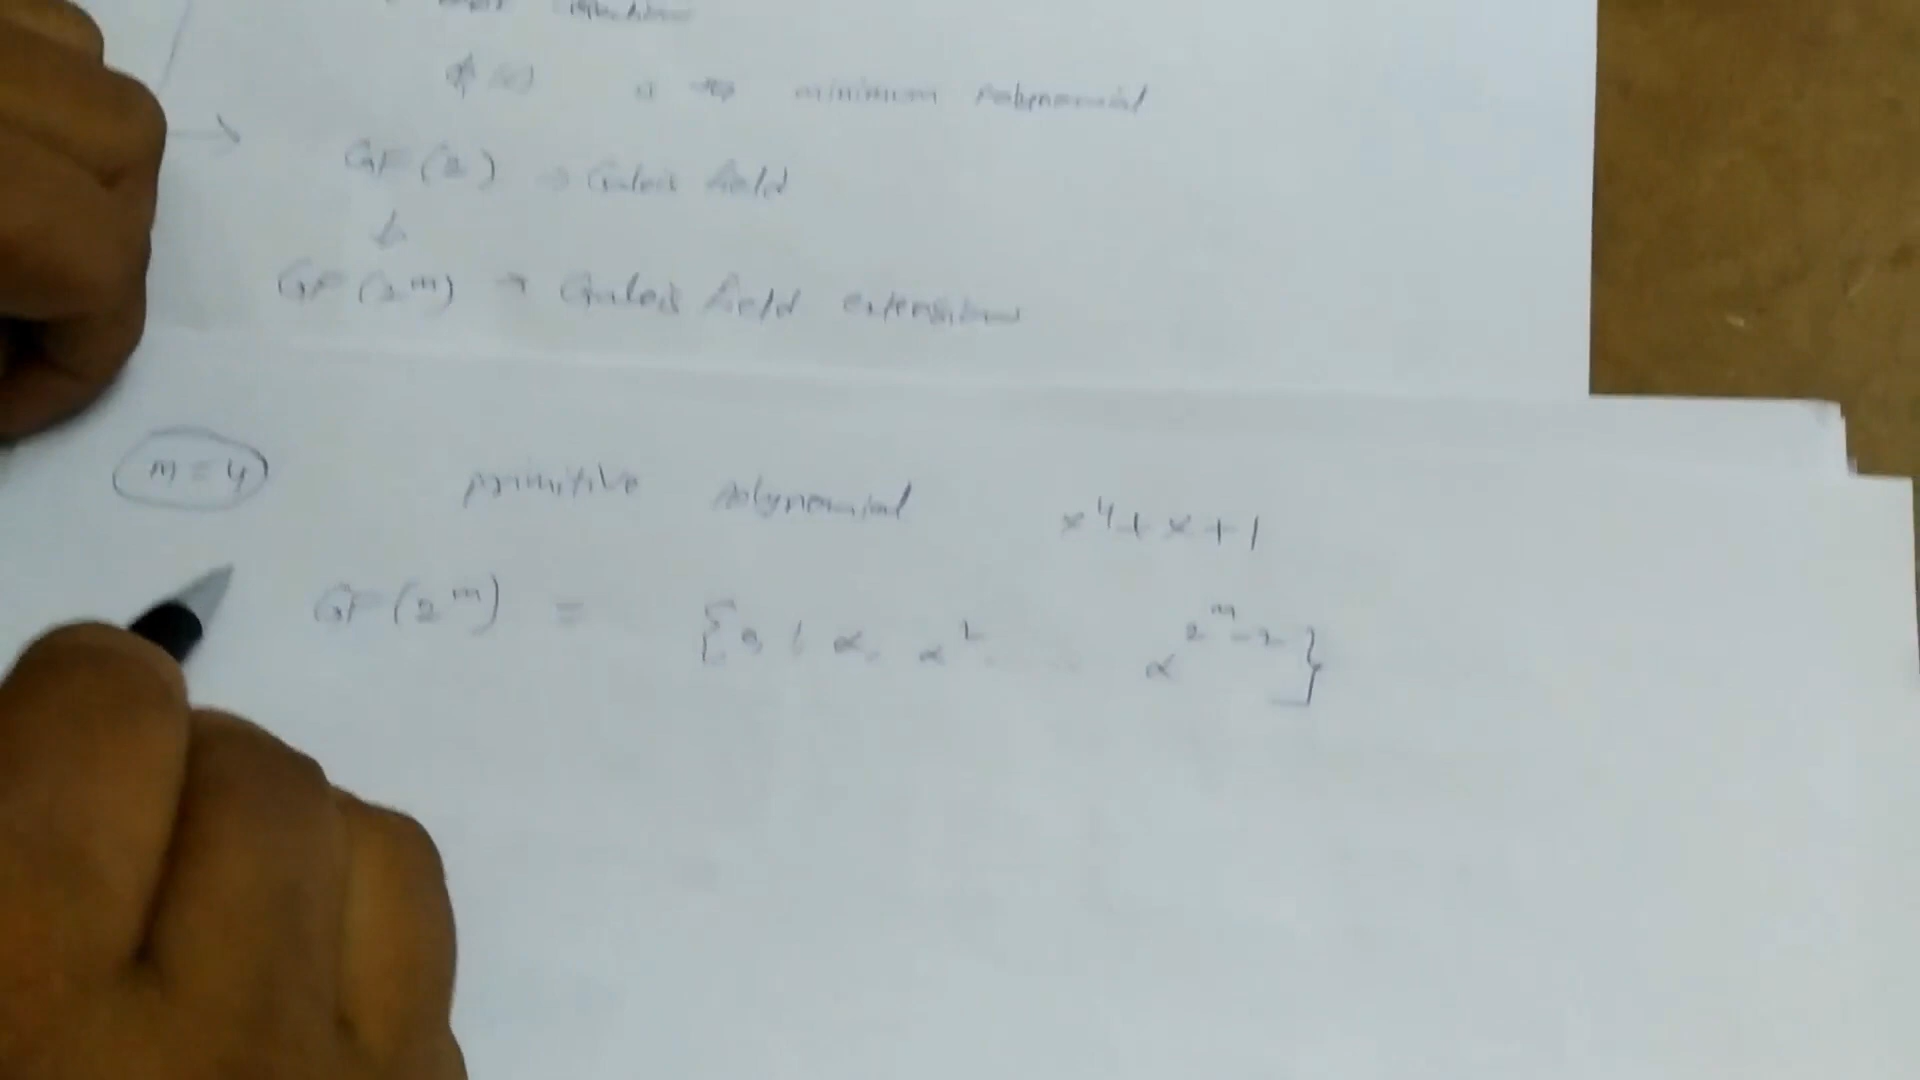 φ(x) a → minimum polynomial
GF(2) → Galois field
GF(2^m) → Galois field extension
m = 4 primitive polynomial x^4 + x + 1
GF(2^m) = {0, 1 α, α^2 α^{2^m-2}}